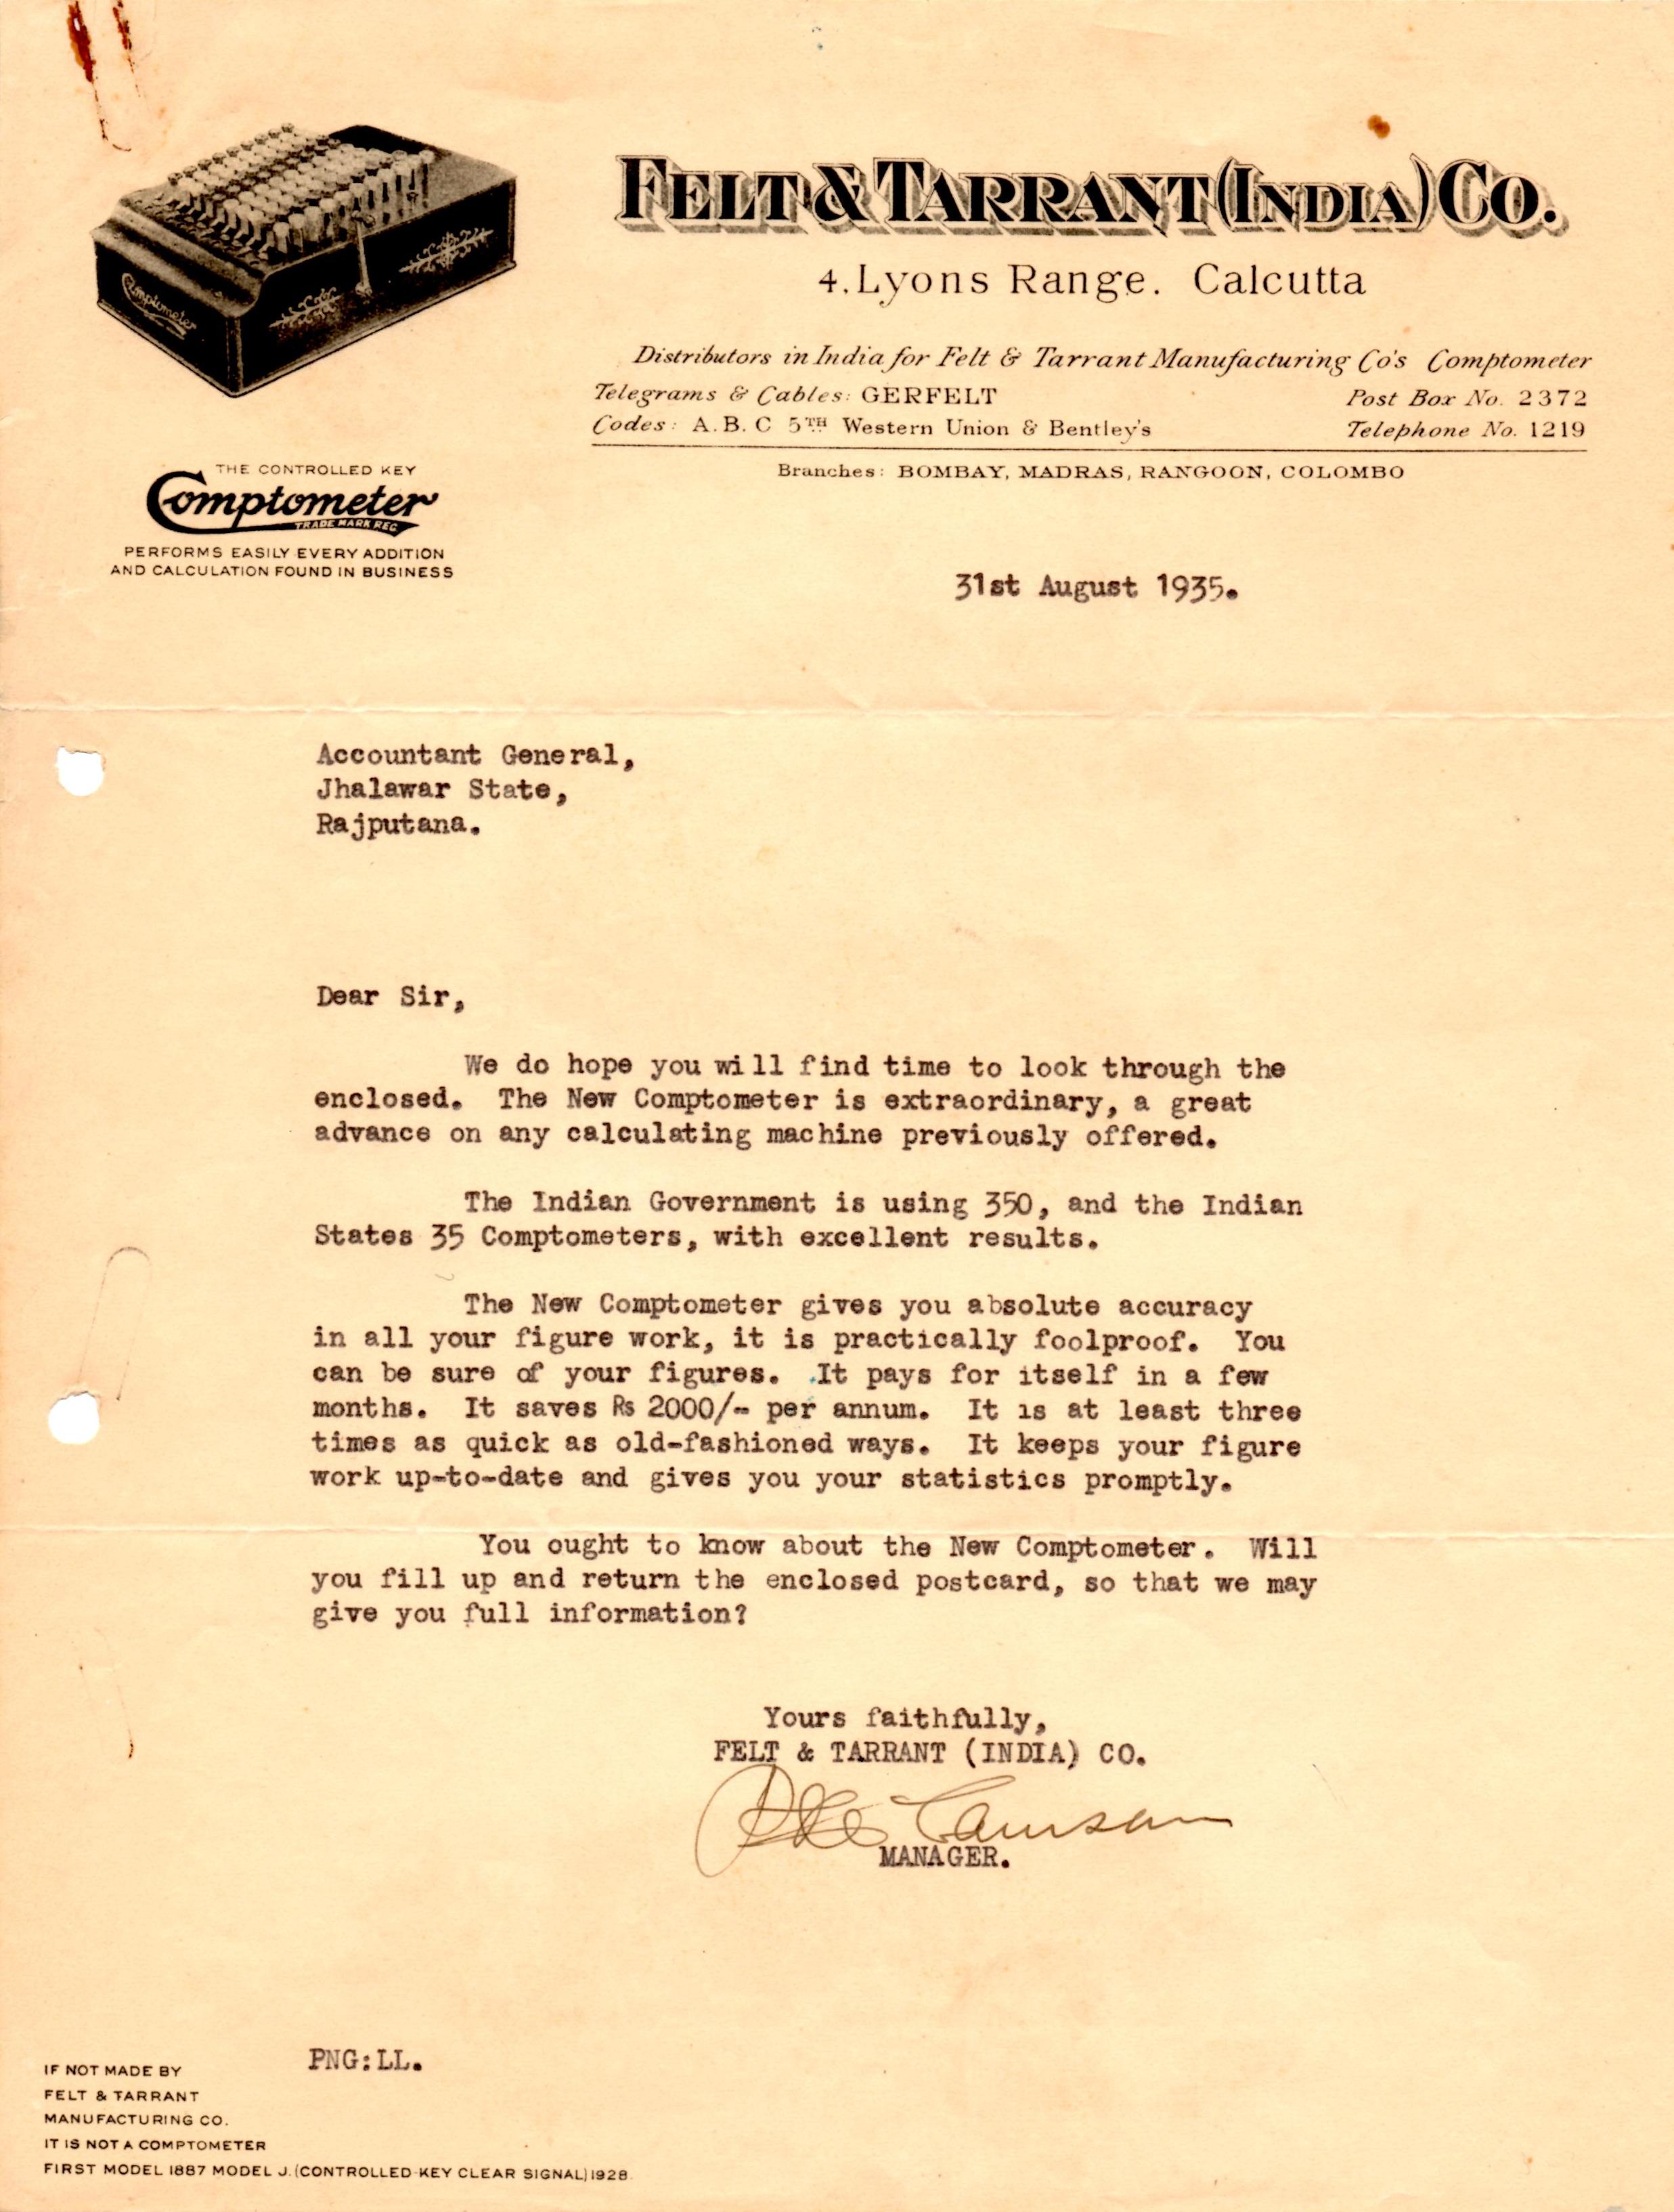 FELT & TARRANT (INDIA) CO.
4, Lyons Range. Calcutta
Distributors in India for Felt & Tarrant Manufacturing Co's Comptometer
Telegrams & Cables: GERFELT Post Box No. 2372
Codes: A.B.C 5TH Western Union & Bentley's Telephone No. 1219
Branches: BOMBAY, MADRAS, RANGOON, COLOMBO
Comptometer
THE CONTROLLED KEY
Comptometer
TRADE MARK REG
PERFORMS EASILY EVERY ADDITION
AND CALCULATION FOUND IN BUSINESS
31st August 1935.
Accountant General,
Jhalawar State,
Rajputana.
Dear Sir,
We do hope you will find time to look through the
enclosed. The New Comptometer is extraordinary, a great
advance on any calculating machine previously offered.
The Indian Government is using 350, and the Indian
States 35 Comptometers, with excellent results.
The New Comptometer gives you absolute accuracy
in all your figure work, it is practically foolproof. You
can be sure of your figures. It pays for itself in a few
months. It saves Rs 2000/- per annum. It is at least three
times as quick as old-fashioned ways. It keeps your figure
work up-to-date and gives you your statistics promptly.
You ought to know about the New Comptometer. Will
you fill up and return the enclosed postcard, so that we may
give you full information?
Yours faithfully,
FELT & TARRANT (INDIA) CO.
MANAGER.
PNG:LL.
IF NOT MADE BY
FELT & TARRANT
MANUFACTURING CO.
IT IS NOT A COMPTOMETER
FIRST MODEL 1887 MODEL J. (CONTROLLED-KEY CLEAR SIGNAL) 1928